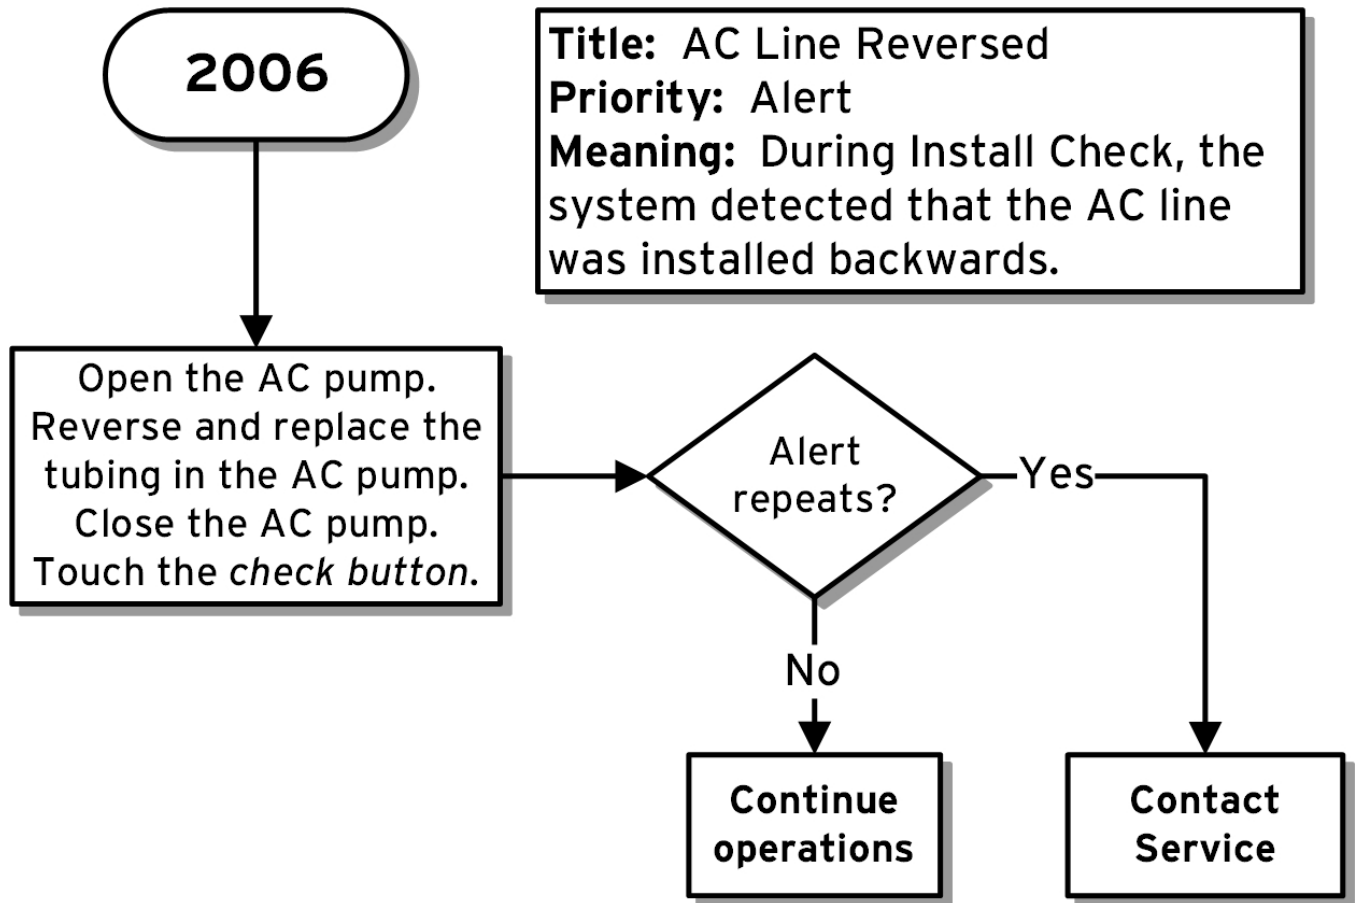 2006
Title: AC Line Reversed
Priority: Alert
Meaning: During Install Check, the
system detected that the AC line
was installed backwards.
Open the AC pump.
Reverse and replace the
tubing in the AC pump.
Close the AC pump.
Touch the check button.
Alert
repeats?
Yes
No
Continue
operations
Contact
Service